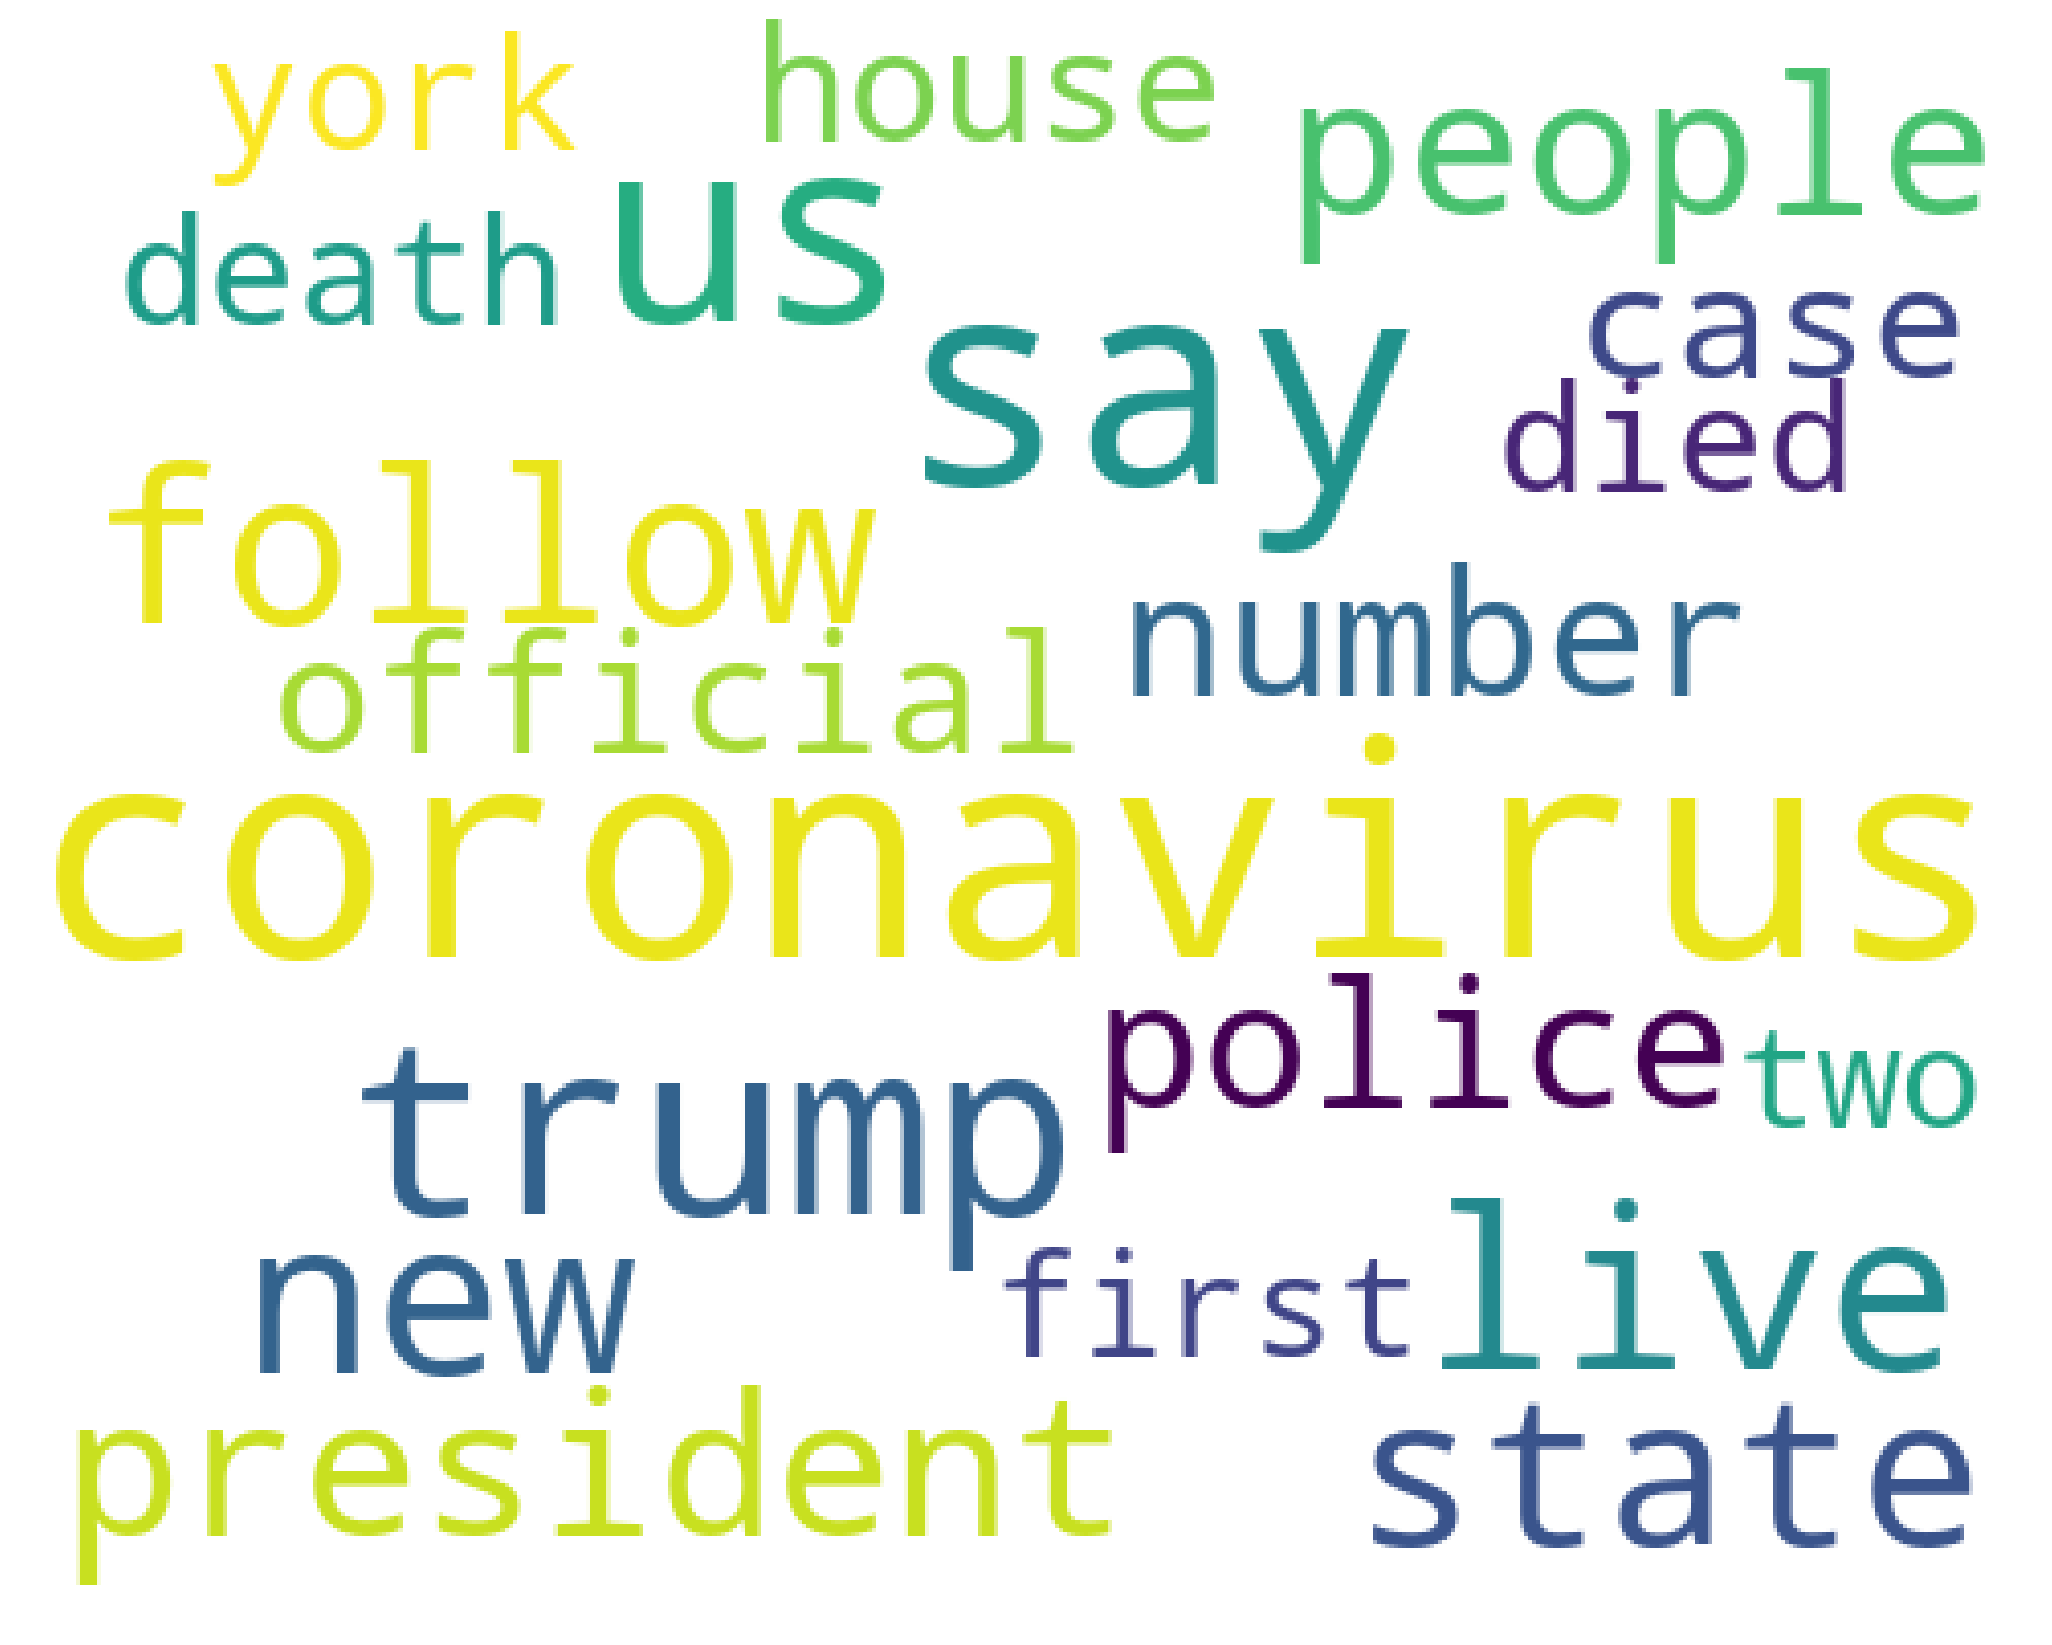 york house people
death us
say case
died
follow
number
official
coronavirus
police two
trump
live
new first
president state